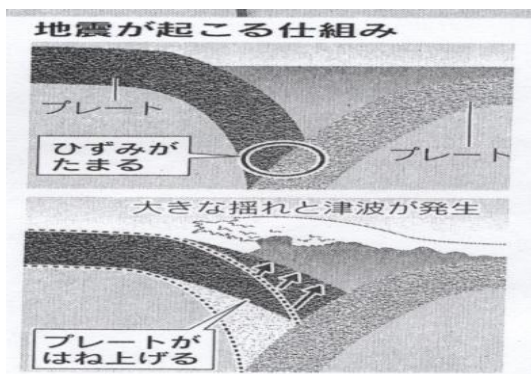 地震が起こる仕組み
プレート
ひずみが
たまる
プレート
大きな揺れと津波が発生
プレートが
はね上げる